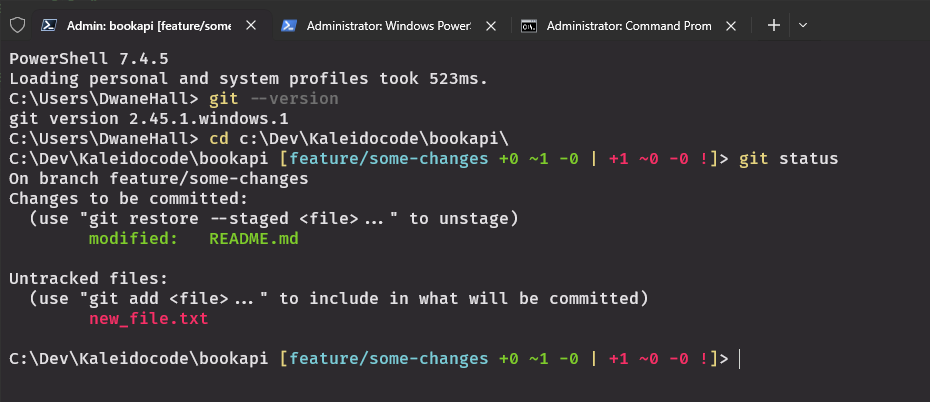 Admin: bookapi [feature/some
Administrator: Windows Powers
Administrator: Command Prom
PowerShell 7.4.5
Loading personal and system profiles took 523ms.
C:\Users\DwaneHall> git --version
git version 2.45.1.windows.1
C:\Users\DwaneHall> cd c:\Dev\Kaleidocode\bookapi\
C:\Dev\Kaleidocode\bookapi [feature/some-changes +0 ~1 -0 | +1 ~0 -0 !]> git status
On branch feature/some-changes
Changes to be committed:
  (use "git restore --staged <file>..." to unstage)
        modified:   README.md

Untracked files:
  (use "git add <file>..." to include in what will be committed)
        new_file.txt

C:\Dev\Kaleidocode\bookapi [feature/some-changes +0 ~1 -0 | +1 ~0 -0 !]>